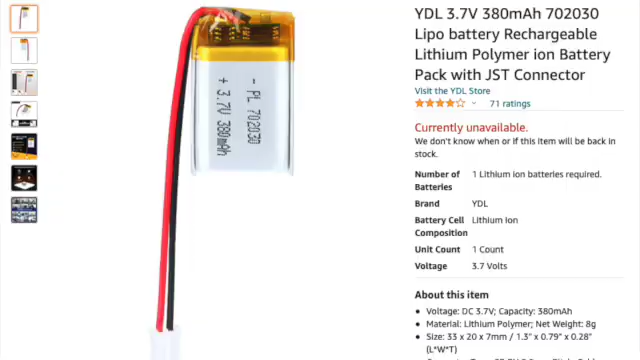 YDL 3.7V 380mAh 702030
Lipo battery Rechargeable
Lithium Polymer ion Battery
Pack with JST Connector
Visit the YDL Store
71 ratings
Currently unavailable.
We don't know when or if this item will be back in
stock.
Number of Batteries 1 Lithium Ion batteries required.
Brand YDL
Battery Cell Composition Lithium Ion
Unit Count 1 Count
Voltage 3.7 Volts
About this item
• Voltage: DC 3.7V; Capacity: 380mAh
• Material: Lithium Polymer; Net Weight: 8g
• Size: 33 x 20 x 7mm / 1.3” x 0.79” x 0.28”
(L*W*T)
- PL 702030
+ 3.7V 380mAh